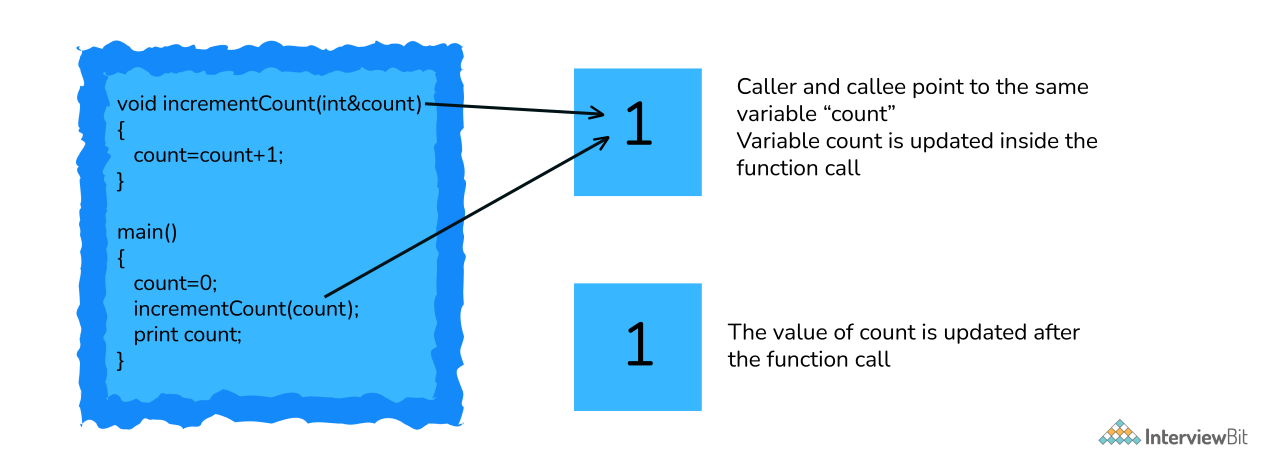 void incrementCount(int&count)
{
count=count+1;
}
main()
{
count=0;
incrementCount(count);
print count;
}
1
Caller and callee point to the same
variable “count”
Variable count is updated inside the
function call
1
The value of count is updated after
the function call
InterviewBit